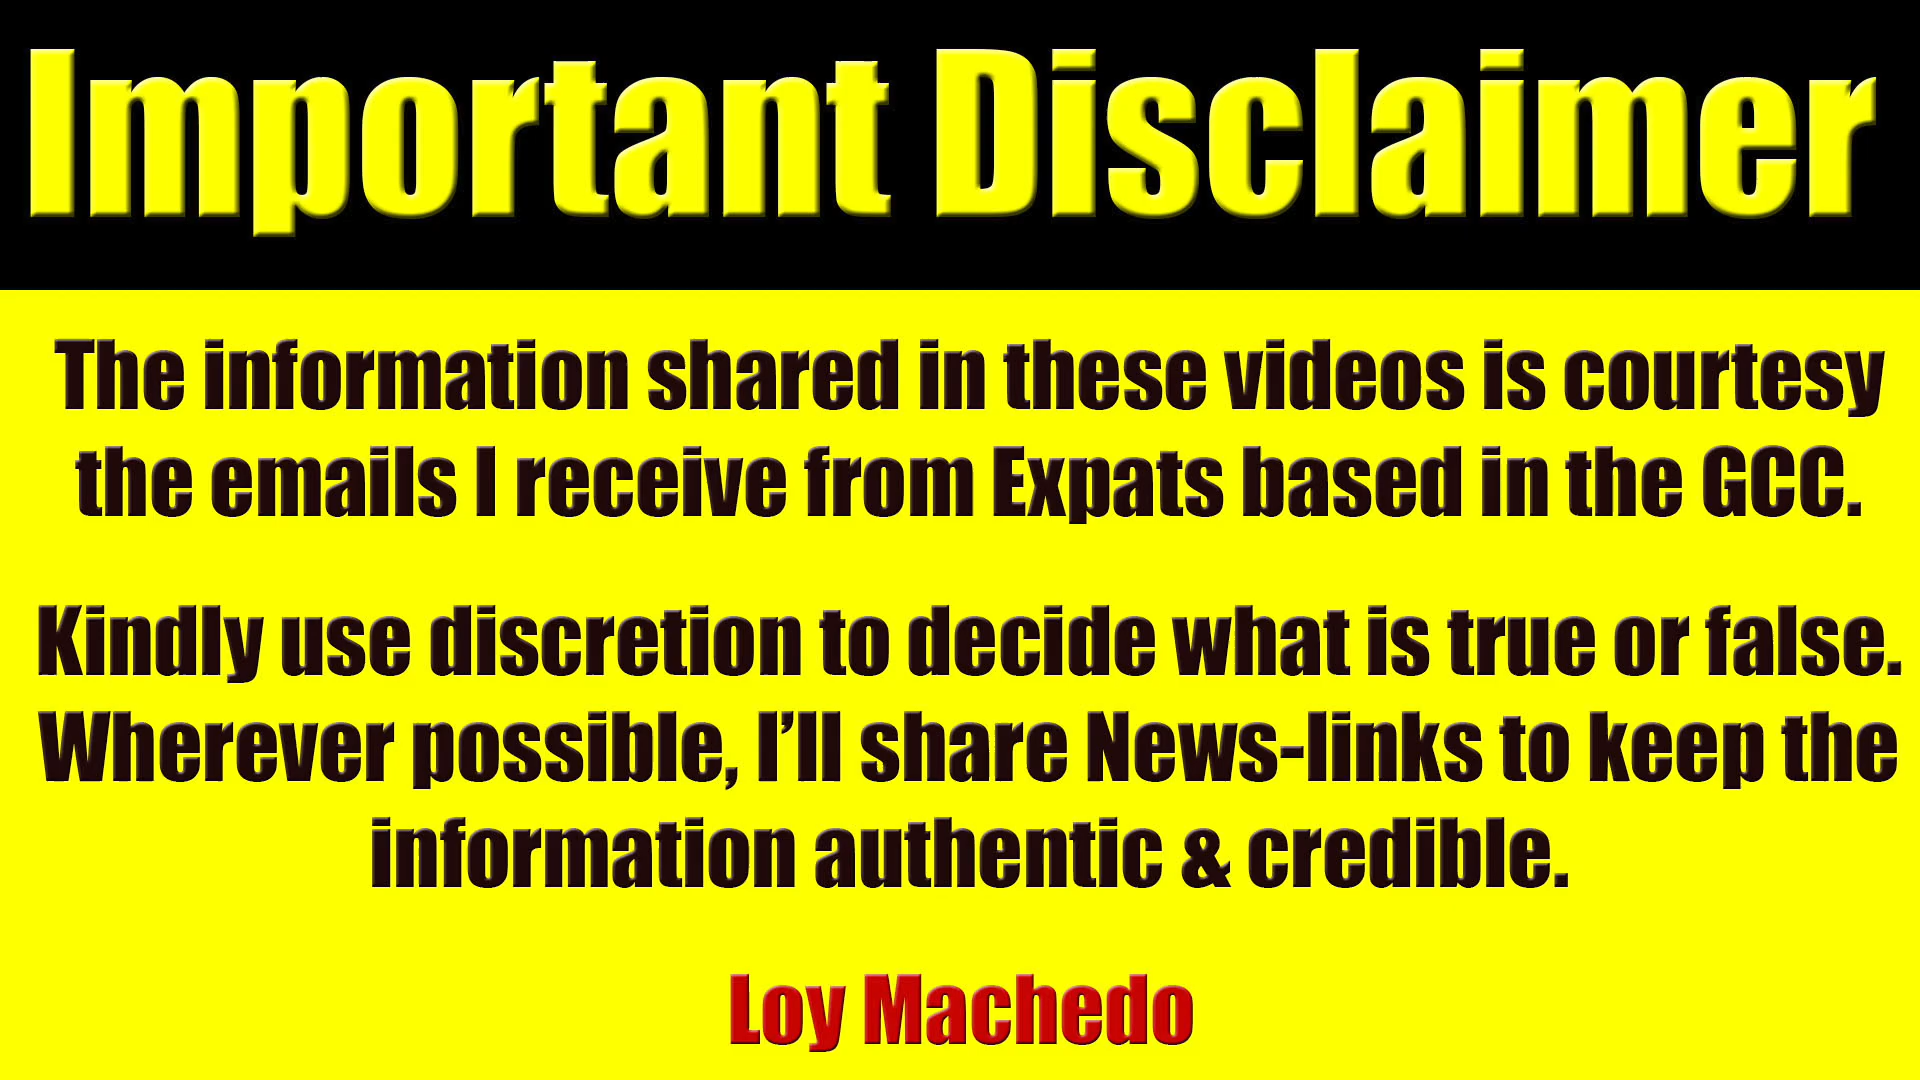 Important Disclaimer
The information shared in these videos is courtesy
the emails I receive from Expats based in the GCC.
Kindly use discretion to decide what is true or false.
Wherever possible, I’ll share News-links to keep the
information authentic & credible.
Loy Machedo